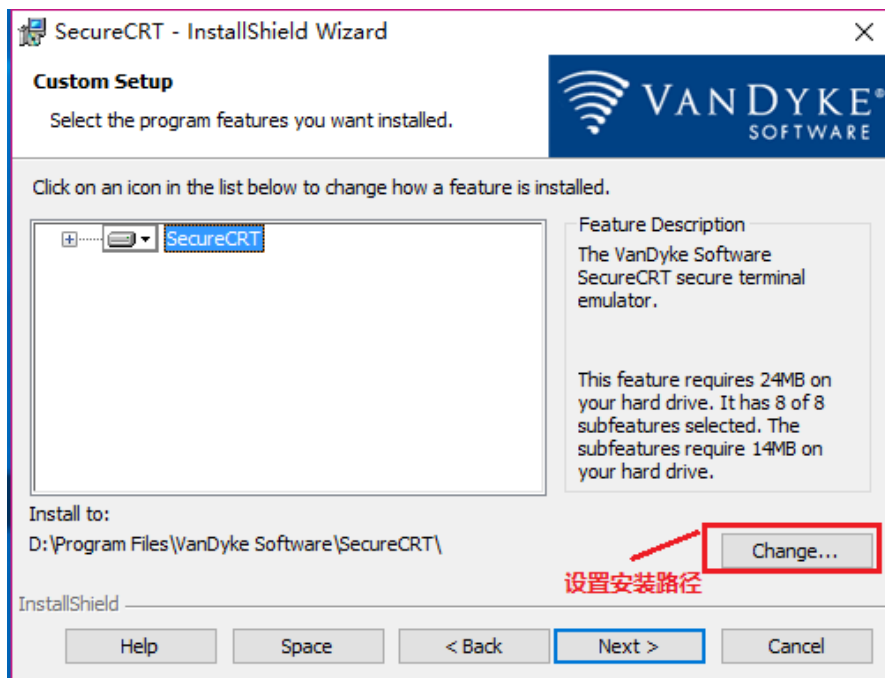 SecureCRT - InstallShield Wizard
Custom Setup
Select the program features you want installed.
VANDYKE®
SOFTWARE
Click on an icon in the list below to change how a feature is installed.
SecureCRT
Feature Description
The VanDyke Software
SecureCRT secure terminal
emulator.
This feature requires 24MB on
your hard drive. It has 8 of 8
subfeatures selected. The
subfeatures require 14MB on
your hard drive.
Install to:
D:\Program Files\VanDyke Software\SecureCRT\
Change...
设置安装路径
InstallShield
Help
Space
< Back
Next >
Cancel